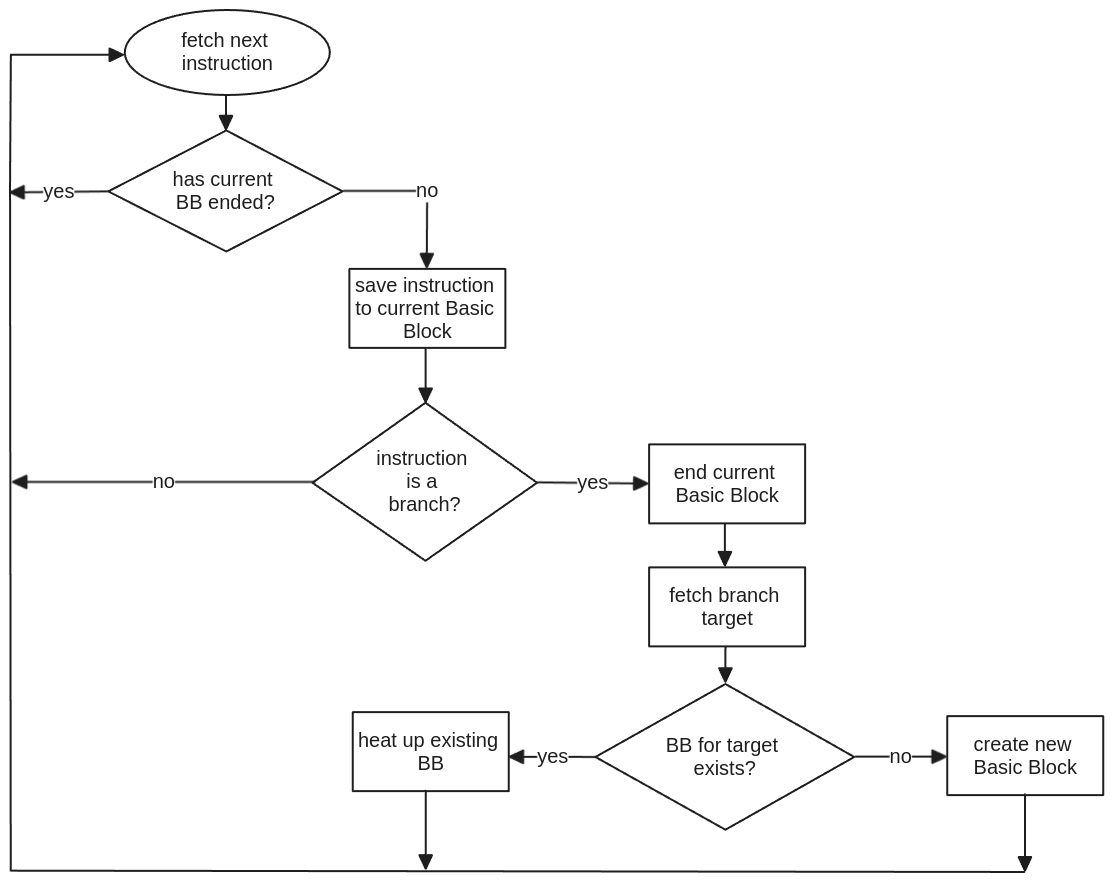 fetch next
instruction
has current
BB ended?
yes
no
save instruction
to current Basic
Block
instruction
is a
branch?
no
yes
end current
Basic Block
fetch branch
target
BB for target
exists?
yes
no
heat up existing
BB
create new
Basic Block